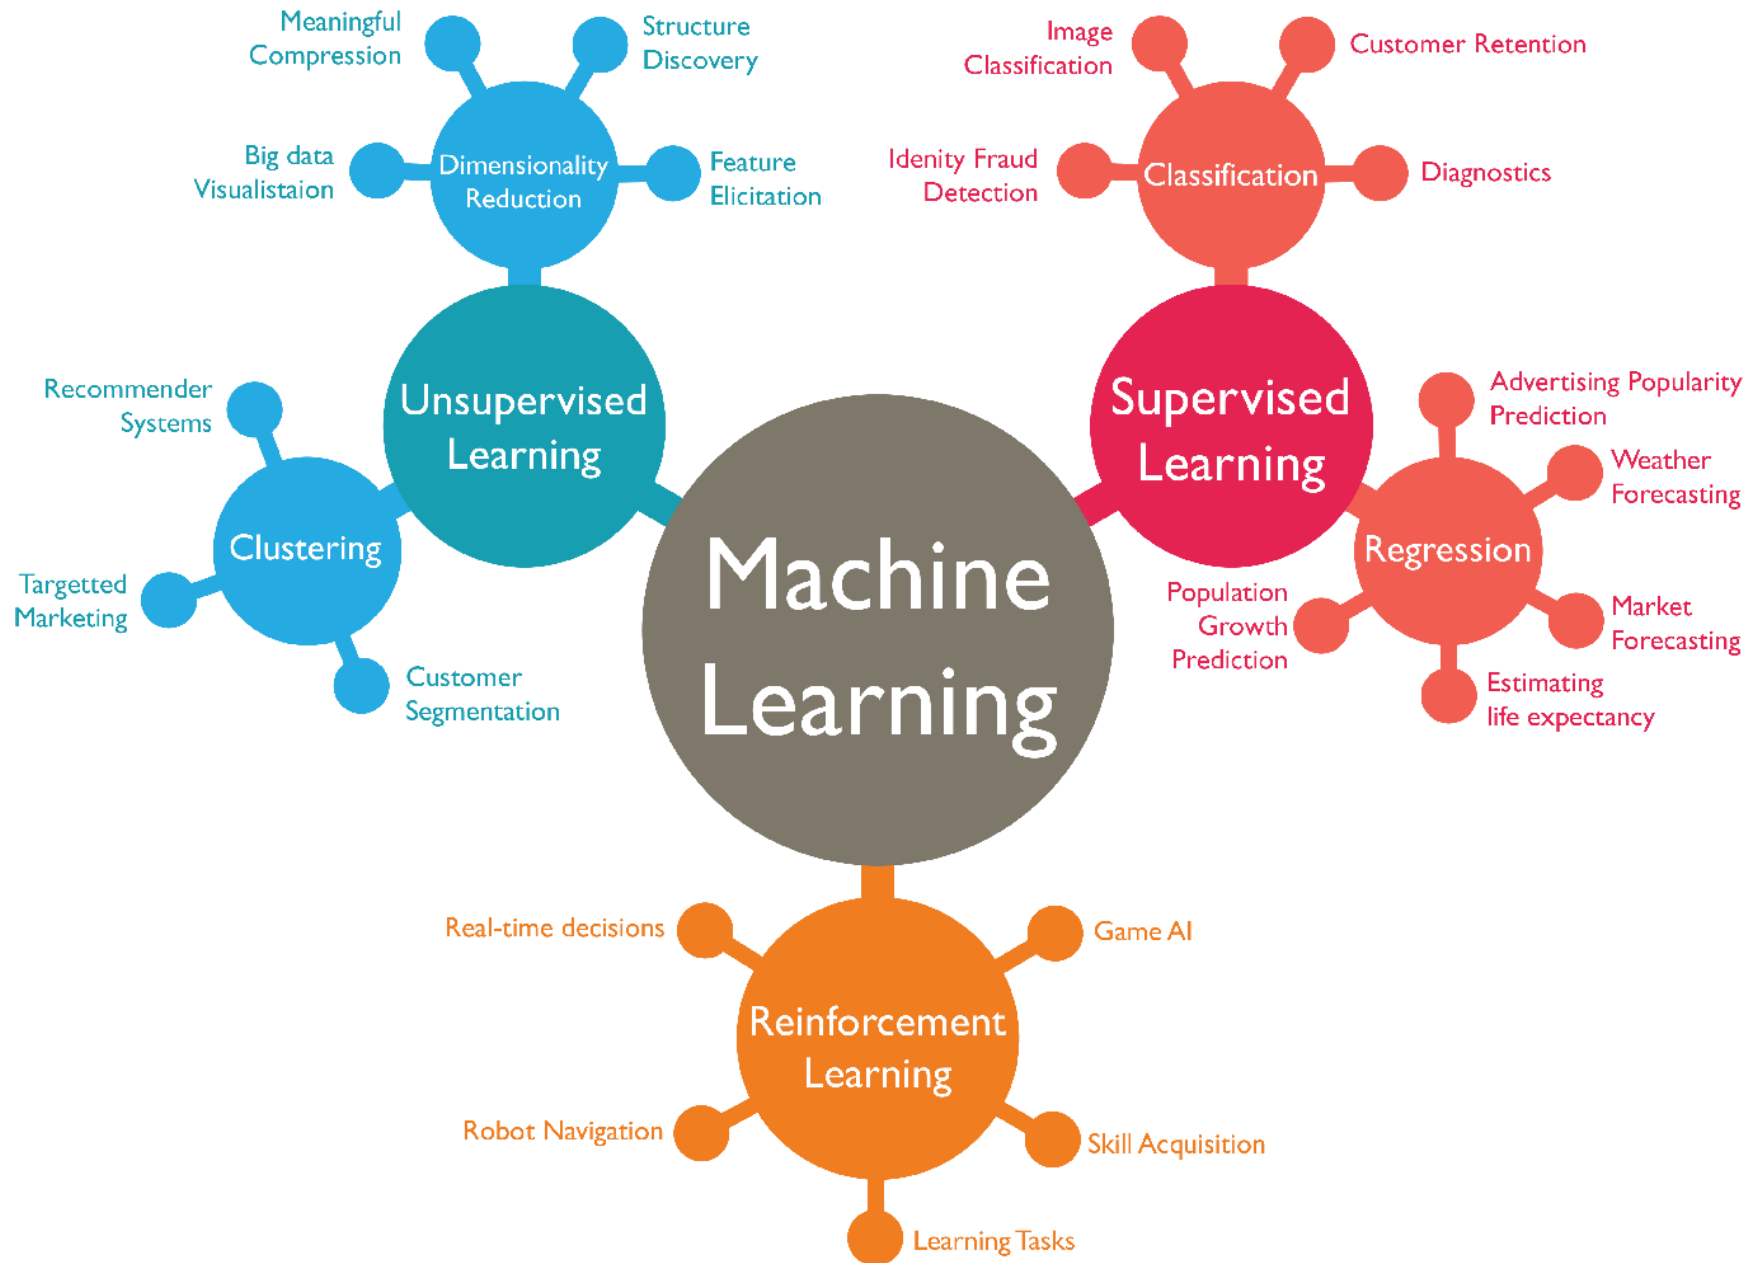 Meaningful
Compression
Structure
Discovery
Big data
Visualistaion
Dimensionality
Reduction
Feature
Elicitation
Image
Classification
Customer Retention
Idenity Fraud
Detection
Classification
Diagnostics
Unsupervised
Learning
Recommender
Systems
Clustering
Targetted
Marketing
Customer
Segmentation
Supervised
Learning
Advertising Popularity
Prediction
Weather
Forecasting
Regression
Population
Growth
Prediction
Market
Forecasting
Estimating
life expectancy
Machine
Learning
Real-time decisions
Game AI
Reinforcement
Learning
Robot Navigation
Skill Acquisition
Learning Tasks